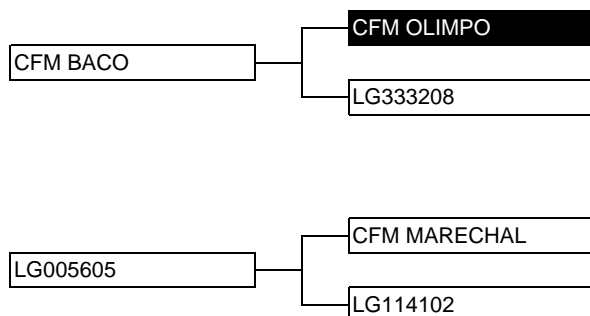 CFM OLIMPO
CFM BACO
LG333208
CFM MARECHAL
LG005605
LG114102